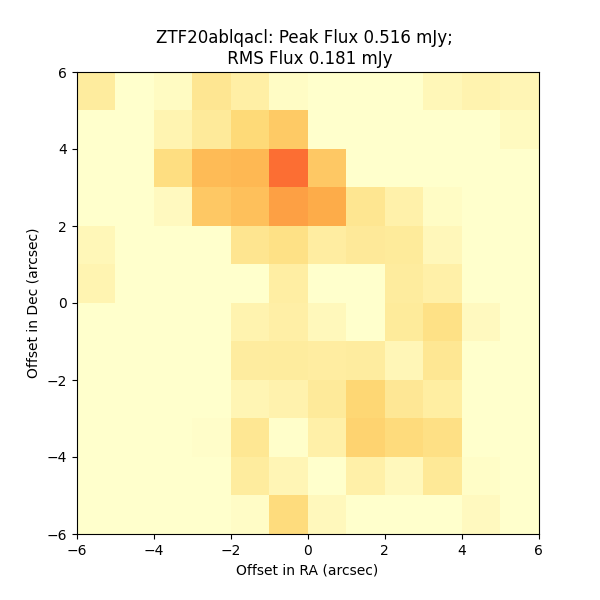 ZTF20ablqacl: Peak Flux 0.516 mJy;
RMS Flux 0.181 mJy
6
4
2
0
−2
−4
−6
Offset in Dec (arcsec)
−6 −4 −2 0 2 4 6
Offset in RA (arcsec)